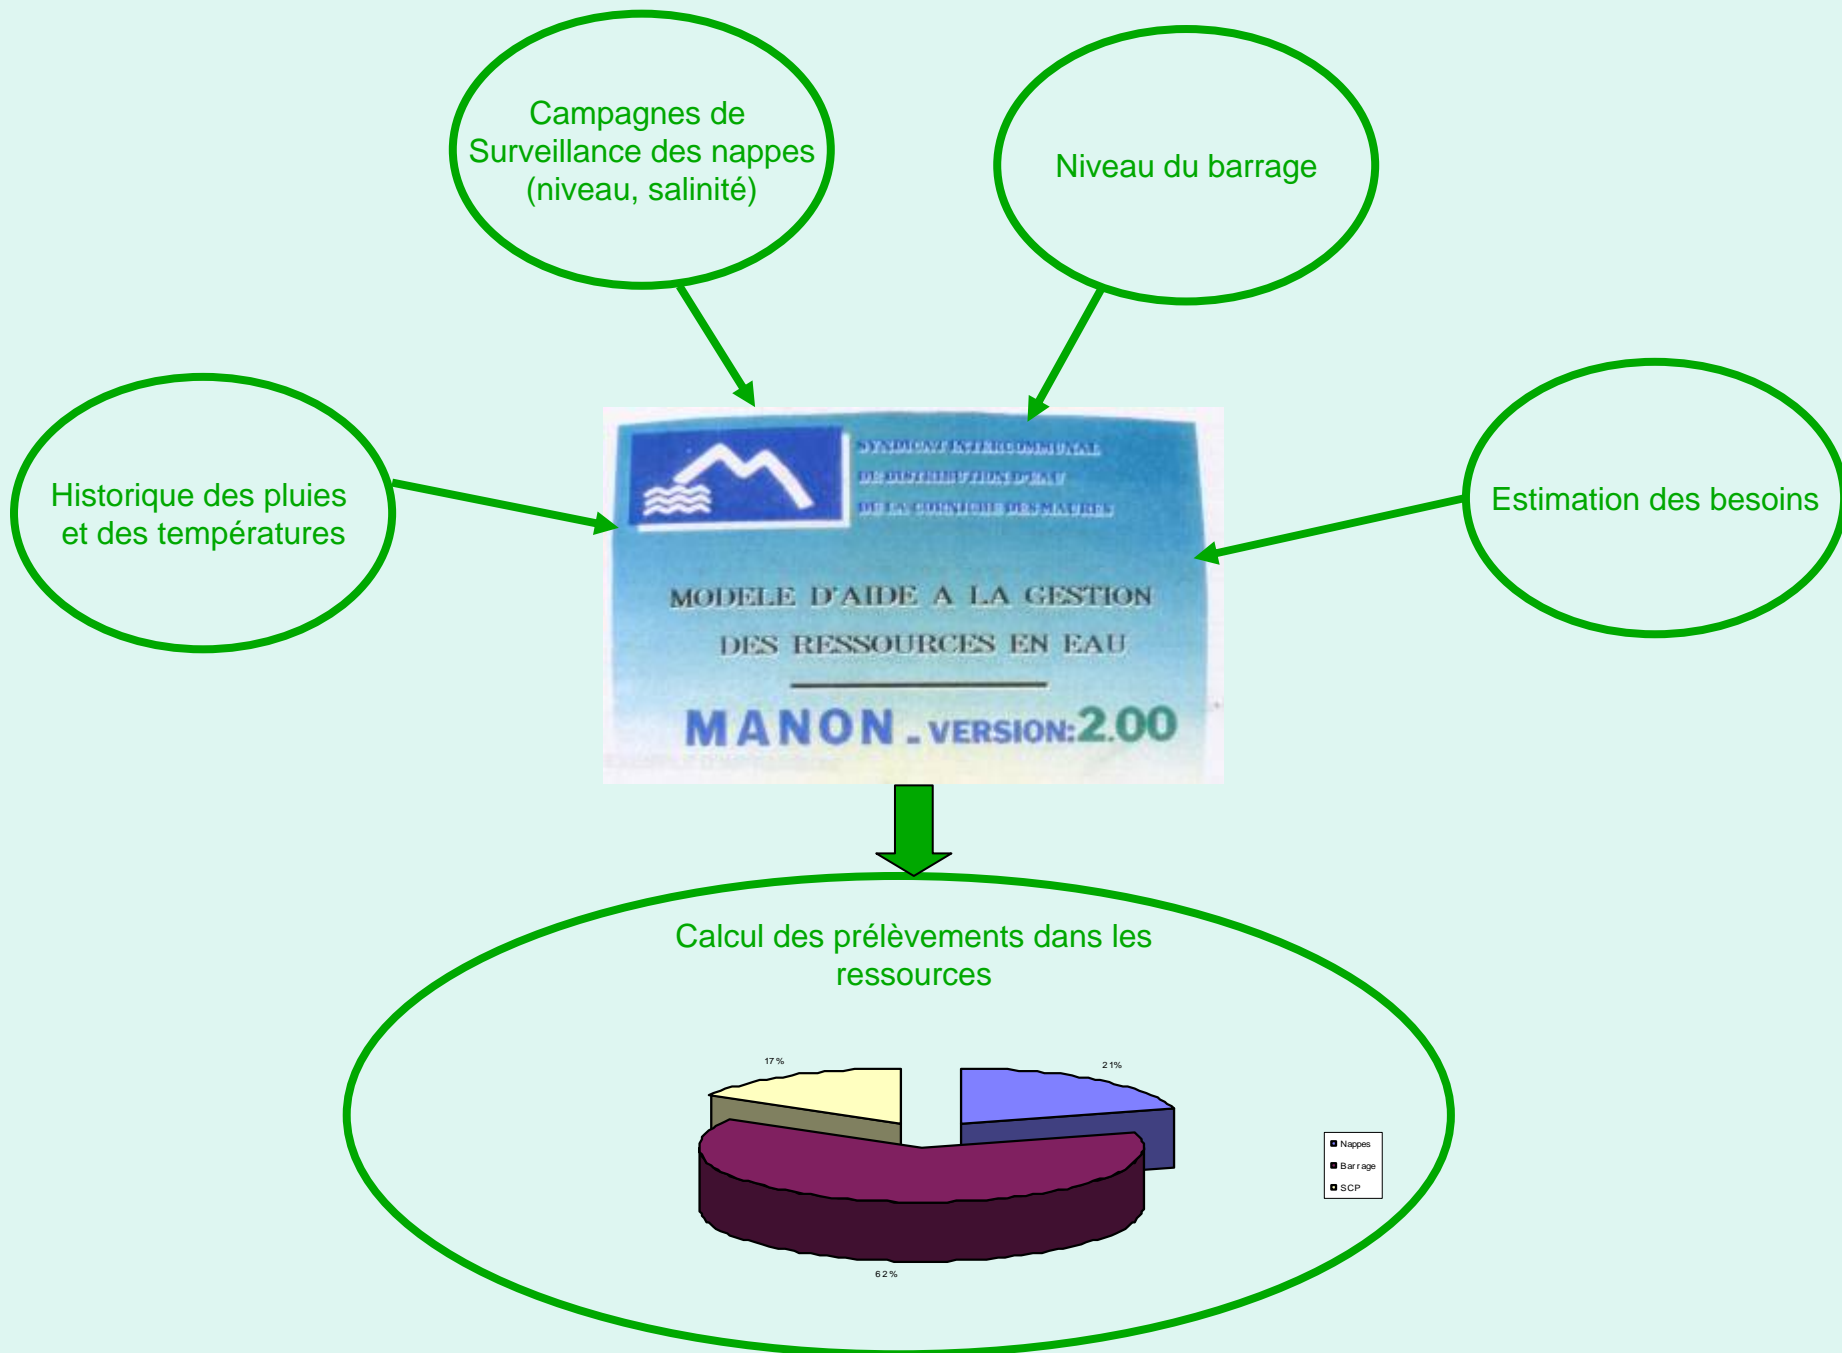 Campagnes de
Surveillance des nappes
(niveau, salinité)
Niveau du barrage
Historique des pluies
et des températures
Estimation des besoins
SYNDICAT INTERCOMMUNAL
DE DISTRIBUTION D'EAU
DE LA CORNICHE DES MAURES
MODELE D'AIDE A LA GESTION
DES RESSOURCES EN EAU
MANON - VERSION:2.00
Calcul des prélèvements dans les
ressources
17%
21%
62%
Nappes
Barrage
SCP